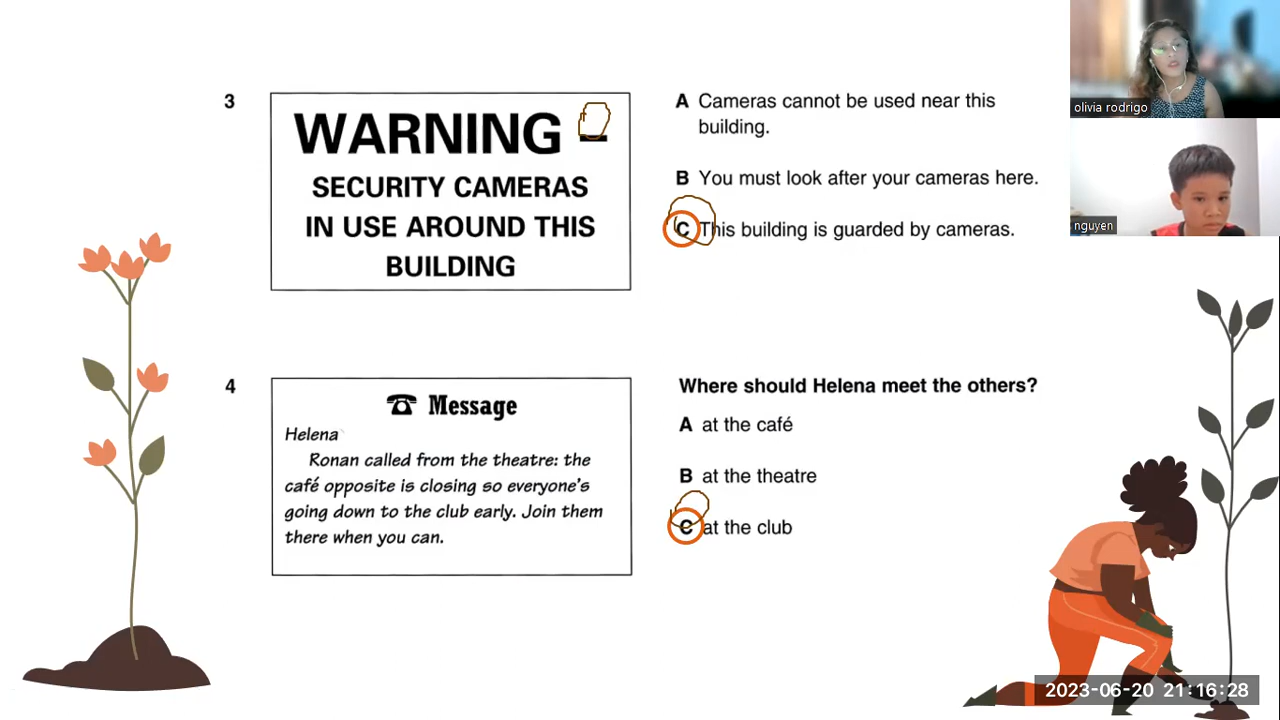 3
WARNING
SECURITY CAMERAS
IN USE AROUND THIS
BUILDING
A Cameras cannot be used near this
building.
B You must look after your cameras here.
C This building is guarded by cameras.
4
Message
Helena
Ronan called from the theatre: the
café opposite is closing so everyone's
going down to the club early. Join them
there when you can.
Where should Helena meet the others?
A at the café
B at the theatre
C at the club
olivia rodrigo
nguyen
2023-06-20 21:16:28